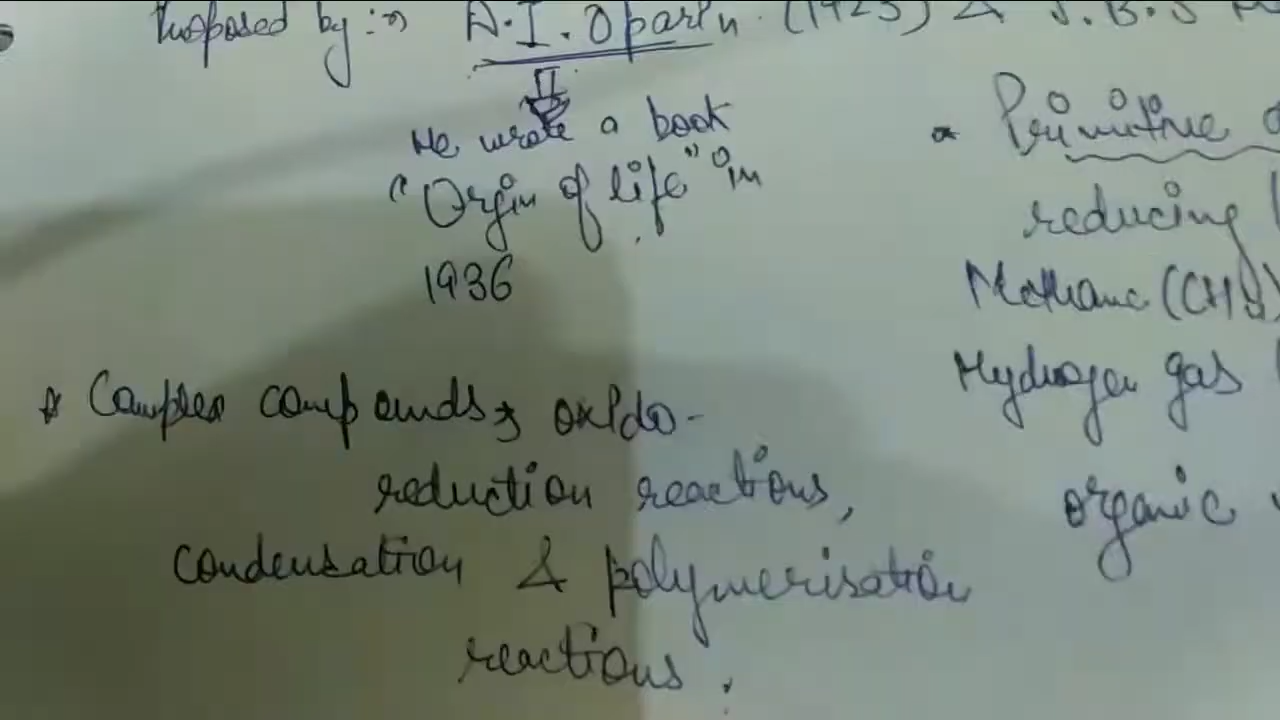 Proposed by :→ A.I. Oparin (1923) & J.B.S
He wrote a book
"Orgin of life" in
1936
* Primitive
reducing
Methane (CH4)
Hydrogen gas
organic
* Complex compounds → oxido-
reduction reactions,
condensation & polymerisation
reactions.